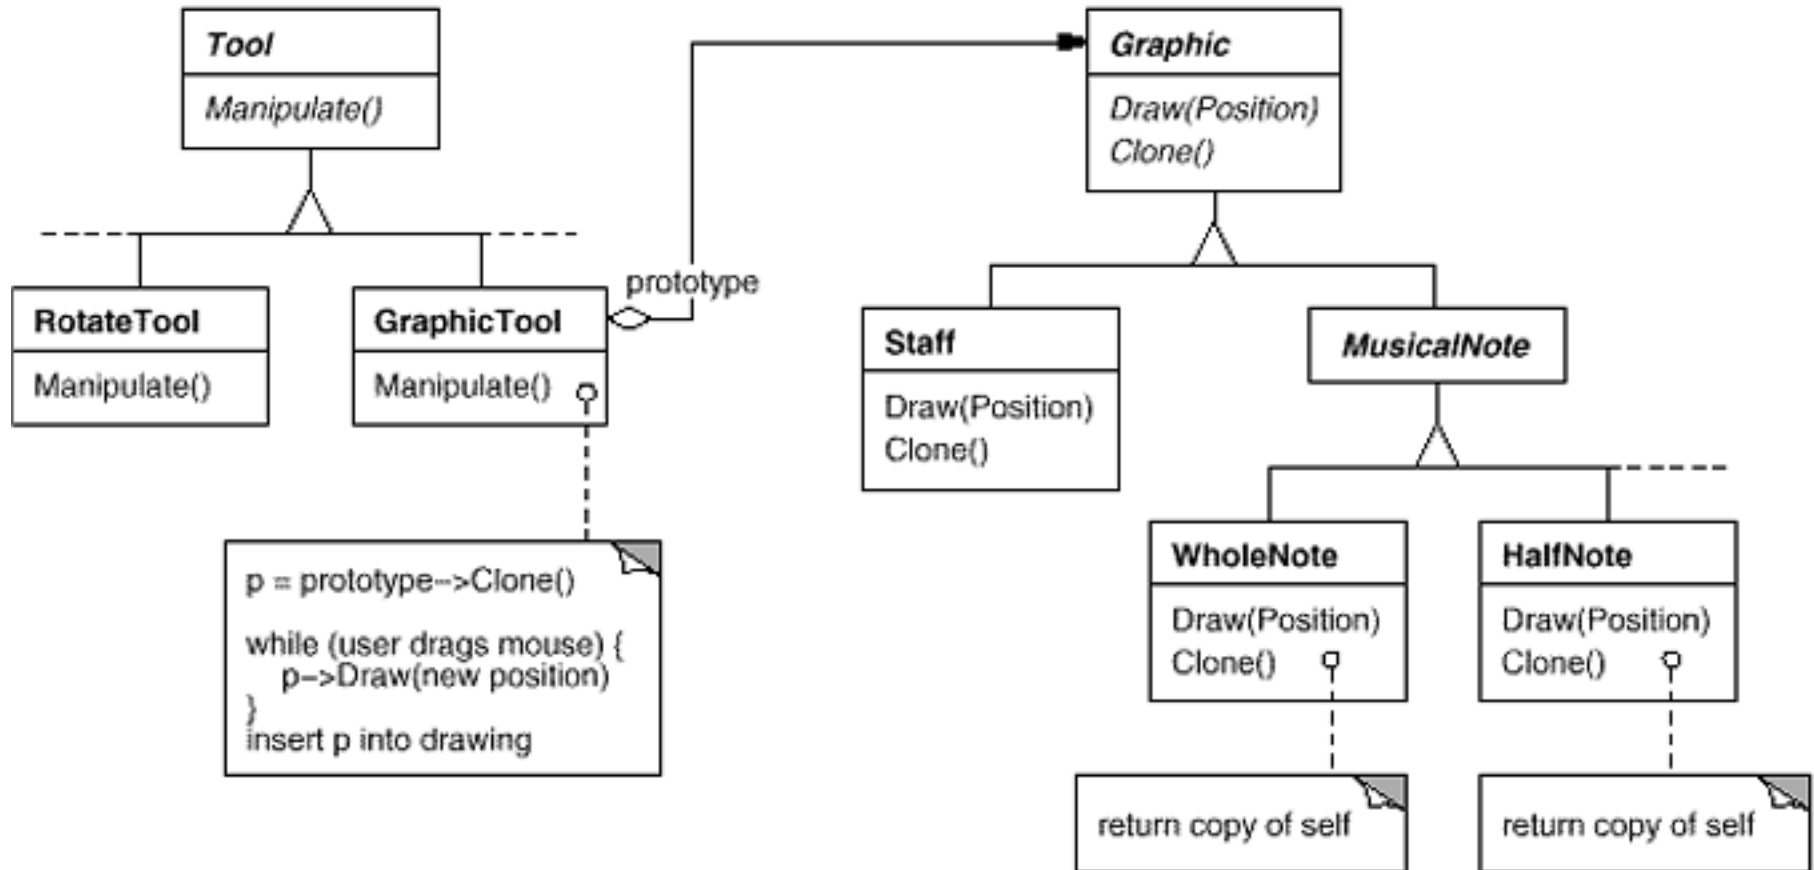 Tool
Manipulate()
Graphic
Draw(Position)
Clone()
prototype
RotateTool
Manipulate()
GraphicTool
Manipulate()
Staff
Draw(Position)
Clone()
MusicalNote
p = prototype–>Clone()
while (user drags mouse) {
p–>Draw(new position)
}
insert p into drawing
WholeNote
Draw(Position)
Clone()
HalfNote
Draw(Position)
Clone()
return copy of self
return copy of self